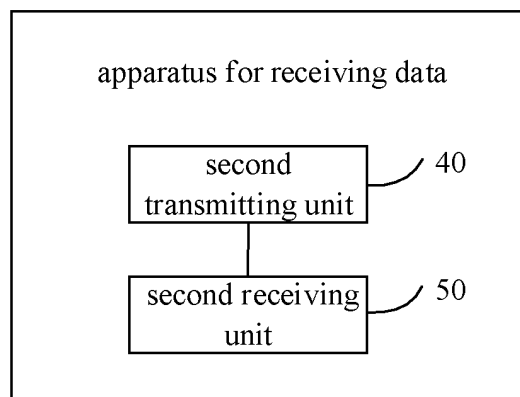 apparatus for receiving data
second
transmitting unit
40
second receiving
unit
50